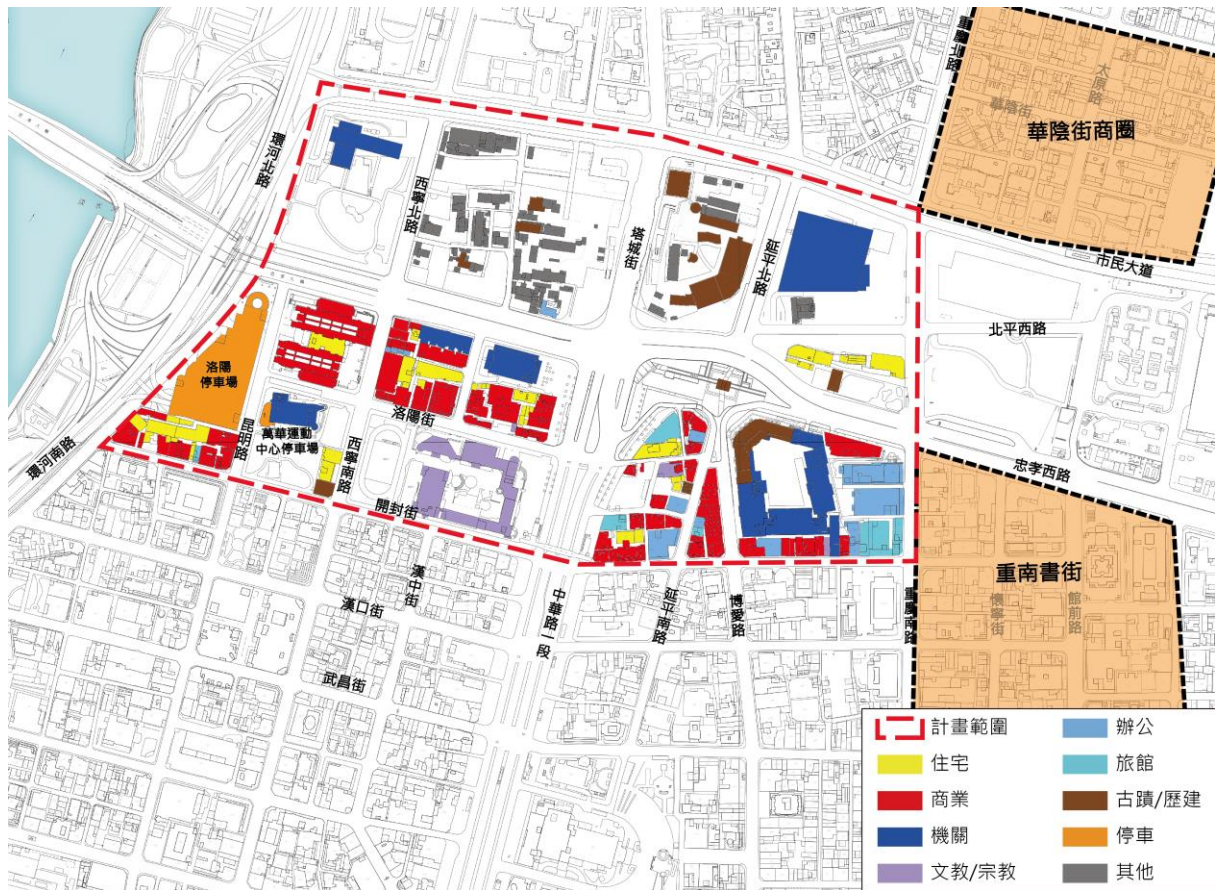 重慶北路
太原路
華陰街
華陰街商圈
環河北路
西寧北路
塔城街
延平北路
市民大道
北平西路
洛陽
停車場
洛陽街
昆明路
萬華運動
中心停車場
西寧南路
忠孝西路
環河南路
開封街
重南書街
漢中街
漢口街
中華路一段
延平南路
博愛路
重慶南路
懷寧街
館前路
武昌街
計畫範圍
辦公
住宅
旅館
商業
古蹟/歷建
機關
停車
文教/宗教
其他